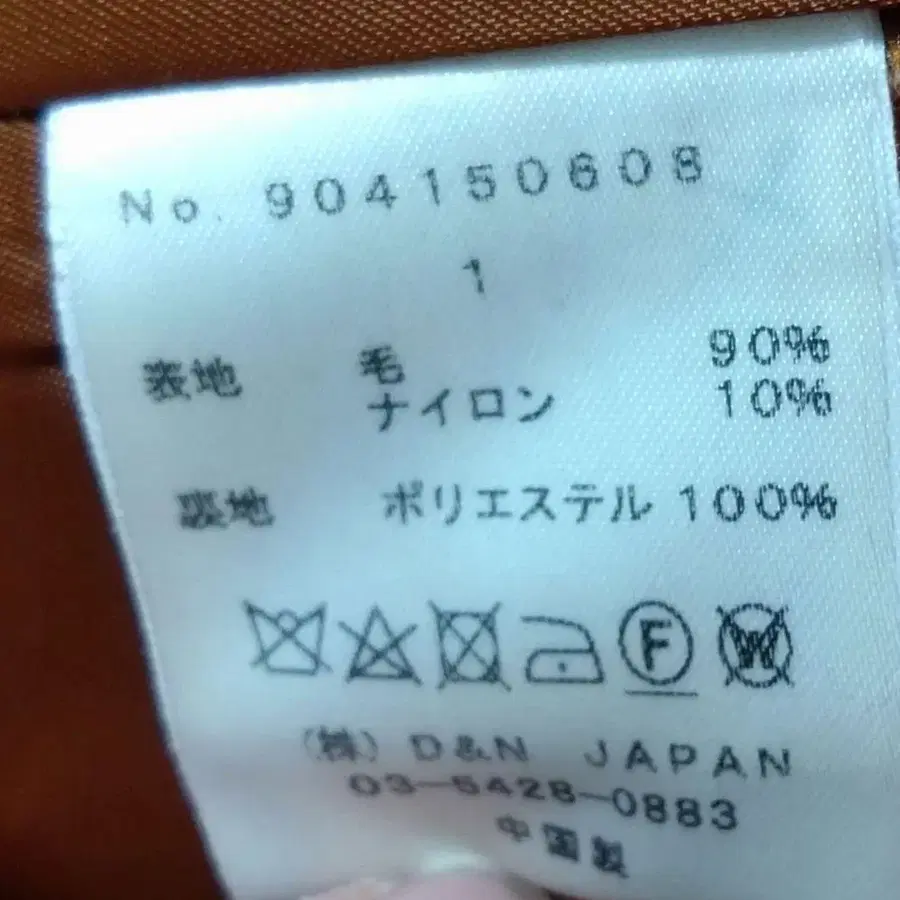 No. 904150608
1
表地 毛 90%
ナイロン 10%
裏地 ポリエステル 100%
F W
(株) D&N JAPAN
03-5428-0883
中国製